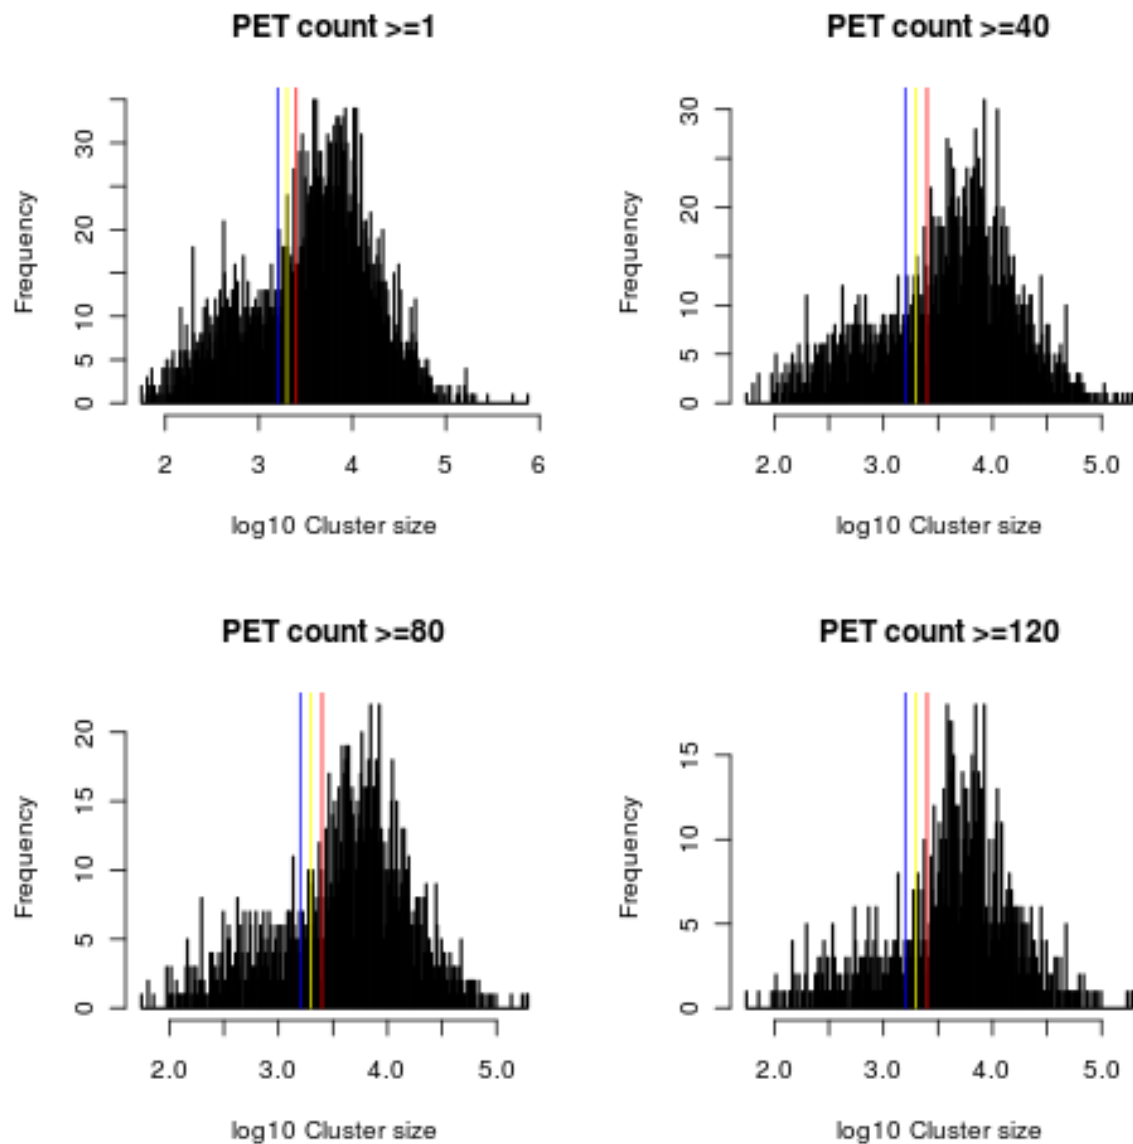 PET count >=1
Frequency
0 5 10 20 30
2 3 4 5 6
log10 Cluster size
PET count >=40
Frequency
0 5 10 20 30
2.0 3.0 4.0 5.0
log10 Cluster size
PET count >=80
Frequency
0 5 10 15 20
2.0 3.0 4.0 5.0
log10 Cluster size
PET count >=120
Frequency
0 5 10 15
2.0 3.0 4.0 5.0
log10 Cluster size